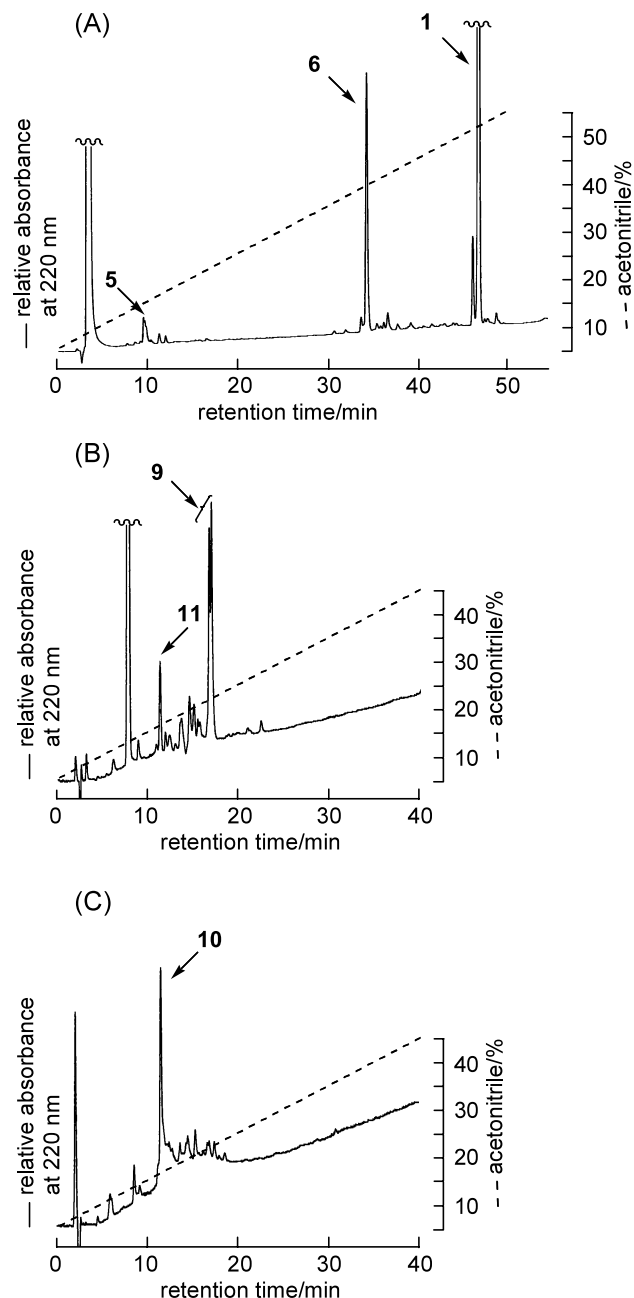 (A)
1
6
5
— relative absorbance
at 220 nm
50
40
30
20
10
- - acetonitrile/%
0 10 20 30 40 50
retention time/min
(B)
9
11
— relative absorbance
at 220 nm
40
30
20
10
- - acetonitrile/%
0 10 20 30 40
retention time/min
(C)
10
— relative absorbance
at 220 nm
40
30
20
10
- - acetonitrile/%
0 10 20 30 40
retention time/min